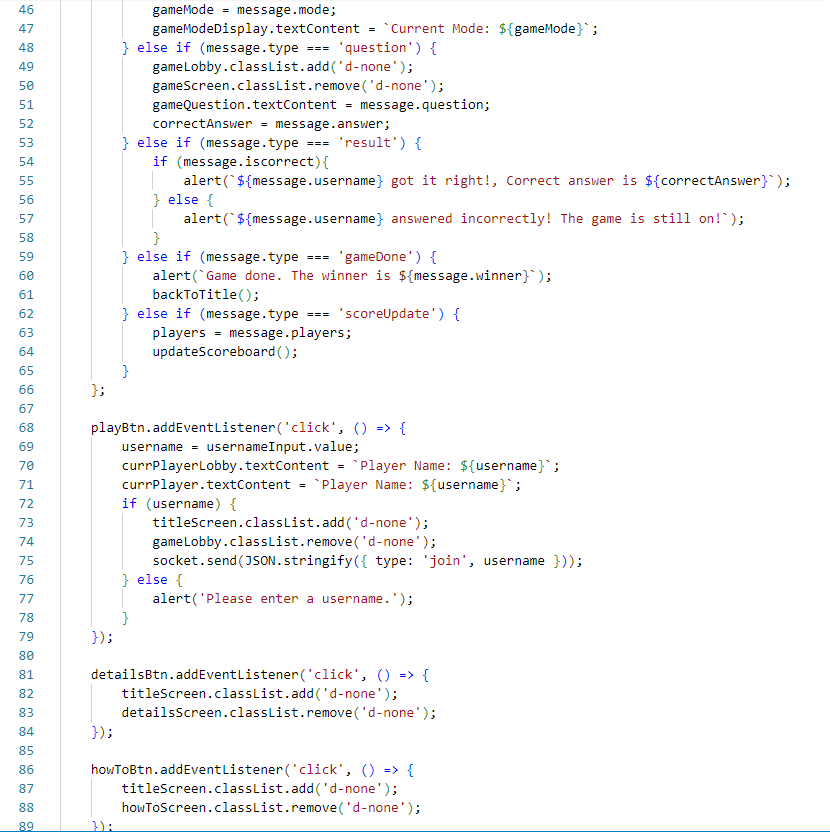 46 gameMode = message.mode;
47 gameModeDisplay.textContent = `Current Mode: ${gameMode}`;
48 } else if (message.type === 'question') {
49 gameLobby.classList.add('d-none');
50 gameScreen.classList.remove('d-none');
51 gameQuestion.textContent = message.question;
52 correctAnswer = message.answer;
53 } else if (message.type === 'result') {
54 if (message.iscorrect){
55 alert(`${message.username} got it right!, Correct answer is ${correctAnswer}`);
56 } else {
57 alert(`${message.username} answered incorrectly! The game is still on!`);
58 }
59 } else if (message.type === 'gameDone') {
60 alert(`Game done. The winner is ${message.winner}`);
61 backToTitle();
62 } else if (message.type === 'scoreUpdate') {
63 players = message.players;
64 updateScoreboard();
65 }
66 };
67
68 playBtn.addEventListener('click', () => {
69 username = usernameInput.value;
70 currPlayerLobby.textContent = `Player Name: ${username}`;
71 currPlayer.textContent = `Player Name: ${username}`;
72 if (username) {
73 titleScreen.classList.add('d-none');
74 gameLobby.classList.remove('d-none');
75 socket.send(JSON.stringify({ type: 'join', username }));
76 } else {
77 alert('Please enter a username.');
78 }
79 });
80
81 detailsBtn.addEventListener('click', () => {
82 titleScreen.classList.add('d-none');
83 detailsScreen.classList.remove('d-none');
84 });
85
86 howToBtn.addEventListener('click', () => {
87 titleScreen.classList.add('d-none');
88 howToScreen.classList.remove('d-none');
89 });